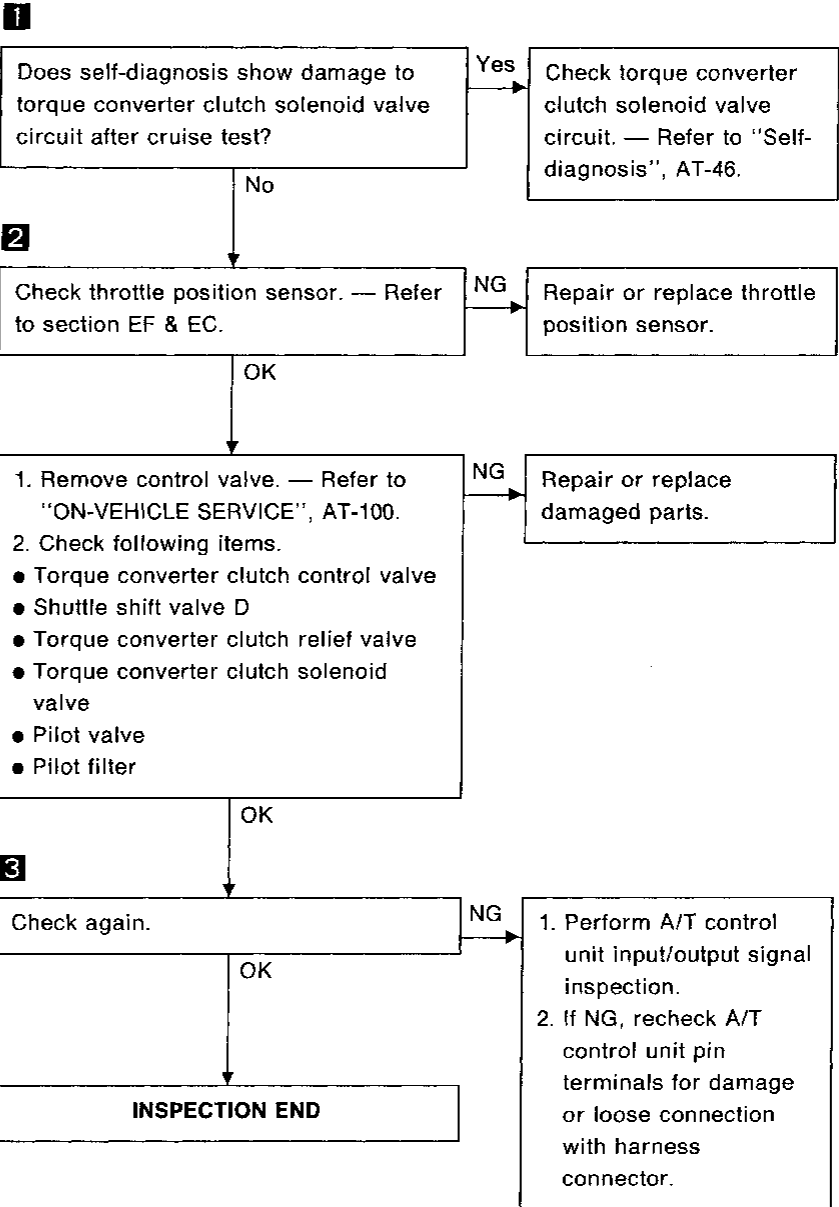 1
Does self-diagnosis show damage to
torque converter clutch solenoid valve
circuit after cruise test?
Yes
Check torque converter
clutch solenoid valve
circuit. — Refer to "Self-
diagnosis", AT-46.
No
2
Check throttle position sensor. — Refer
to section EF & EC.
NG
Repair or replace throttle
position sensor.
OK
1. Remove control valve. — Refer to
"ON-VEHICLE SERVICE", AT-100.
2. Check following items.
● Torque converter clutch control valve
● Shuttle shift valve D
● Torque converter clutch relief valve
● Torque converter clutch solenoid
valve
● Pilot valve
● Pilot filter
NG
Repair or replace
damaged parts.
OK
3
Check again.
NG
1. Perform A/T control
unit input/output signal
inspection.
2. If NG, recheck A/T
control unit pin
terminals for damage
or loose connection
with harness
connector.
OK
INSPECTION END